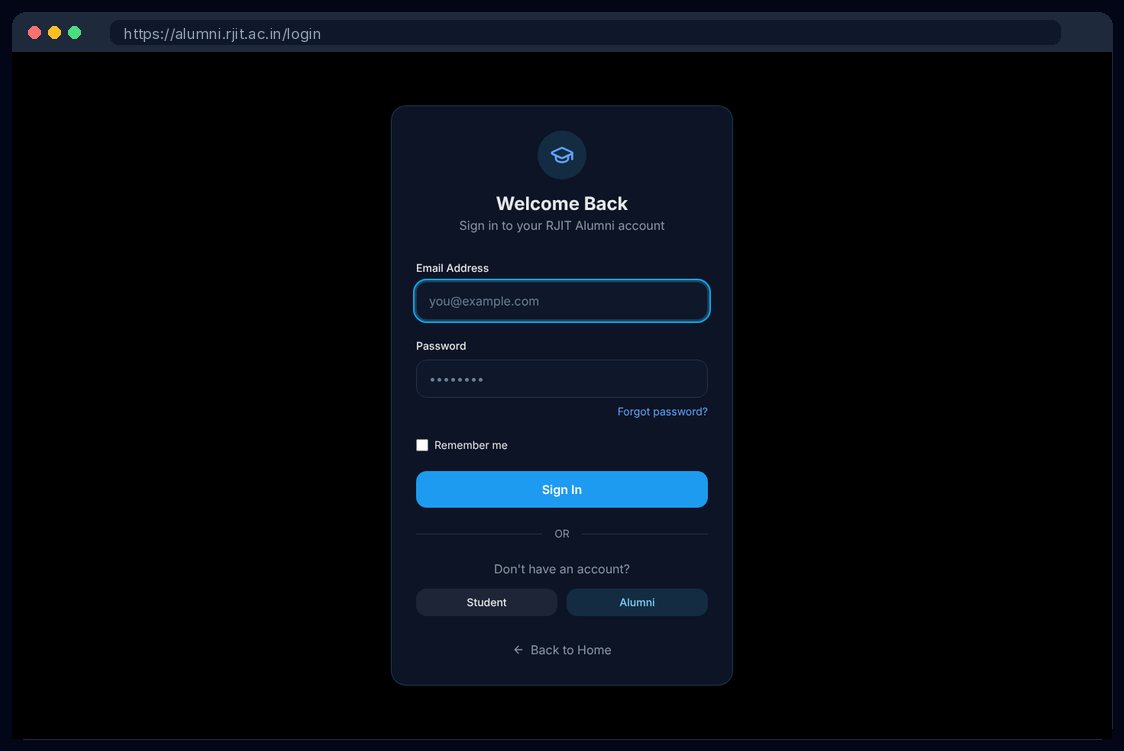 https://alumni.rjit.ac.in/login
Welcome Back
Sign in to your RJIT Alumni account
Email Address
you@example.com
Password
••••••••
Forgot password?
Remember me
Sign In
OR
Don't have an account?
Student
Alumni
← Back to Home